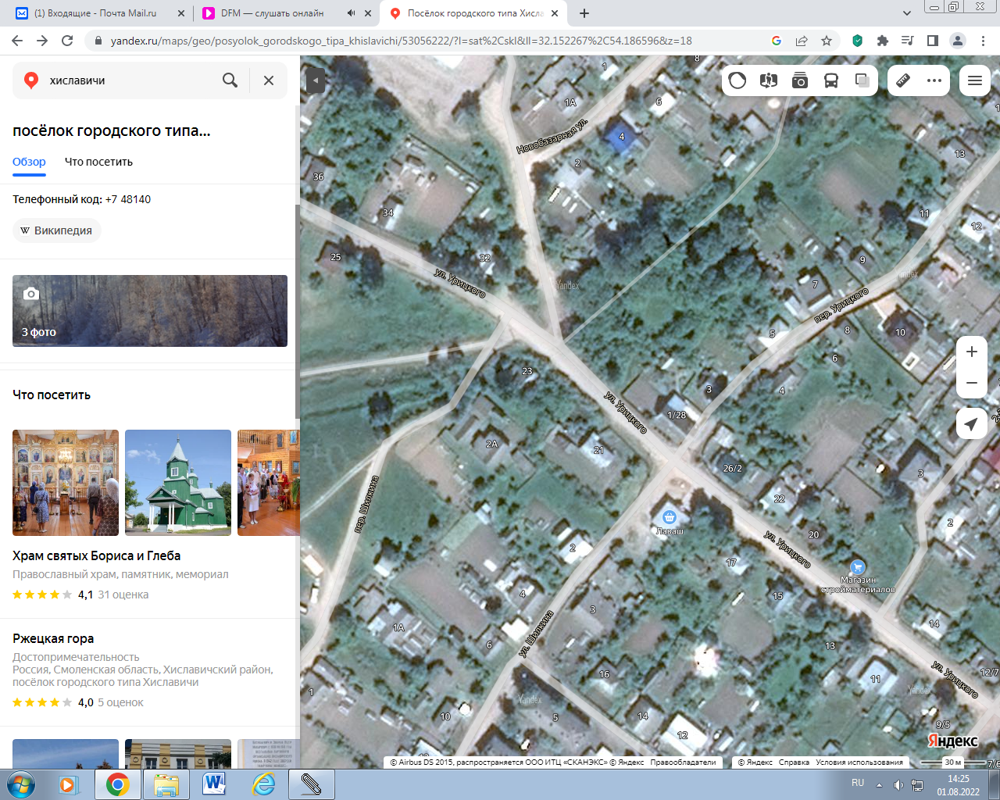 (1) Входящие - Почта Mail.ru
DFM — слушать онлайн
Посёлок городского типа Хисла
yandex.ru/maps/geo/posyolok_gorodskogo_tipa_khislavichi/53056222/?l=sat%2Cskl&ll=32.152267%2C54.186596&z=18
хиславичи
посёлок городского типа...
Обзор
Что посетить
Телефонный код: +7 48140
W Википедия
3 фото
Что посетить
Храм святых Бориса и Глеба
Православный храм, памятник, мемориал
4,1 31 оценка
Ржецкая гора
Достопримечательность
Россия, Смоленская область, Хиславичский район,
посёлок городского типа Хиславичи
4,0 5 оценок
8
1
1А
6
Новобазарная ул.
4
2
13
36
34
11
12
25
32
9
ул. Урицкого
Yandex
Yandex
7
пер. Урицкого
5
8
10
6
23
3
4
ул. Урицкого
1/28
2А
21
26/2
3
пер. Шилкина
22
Лаваш
2
20
ул. Урицкого
2
17
Магазин
стройматериалов
4
15
3
14
1А
ул. Шилкина
6
13
16
11
ул. Урицкого
12/7
1
Yandex
Yandex
10
5
14
12
9/5
Яндекс
© Airbus DS 2015, распространяется ООО ИТЦ «СКАНЭКС» © Яндекс Правообладатели
© Яндекс Справка Условия использования
30 м
7/6
RU
14:25
01.08.2022